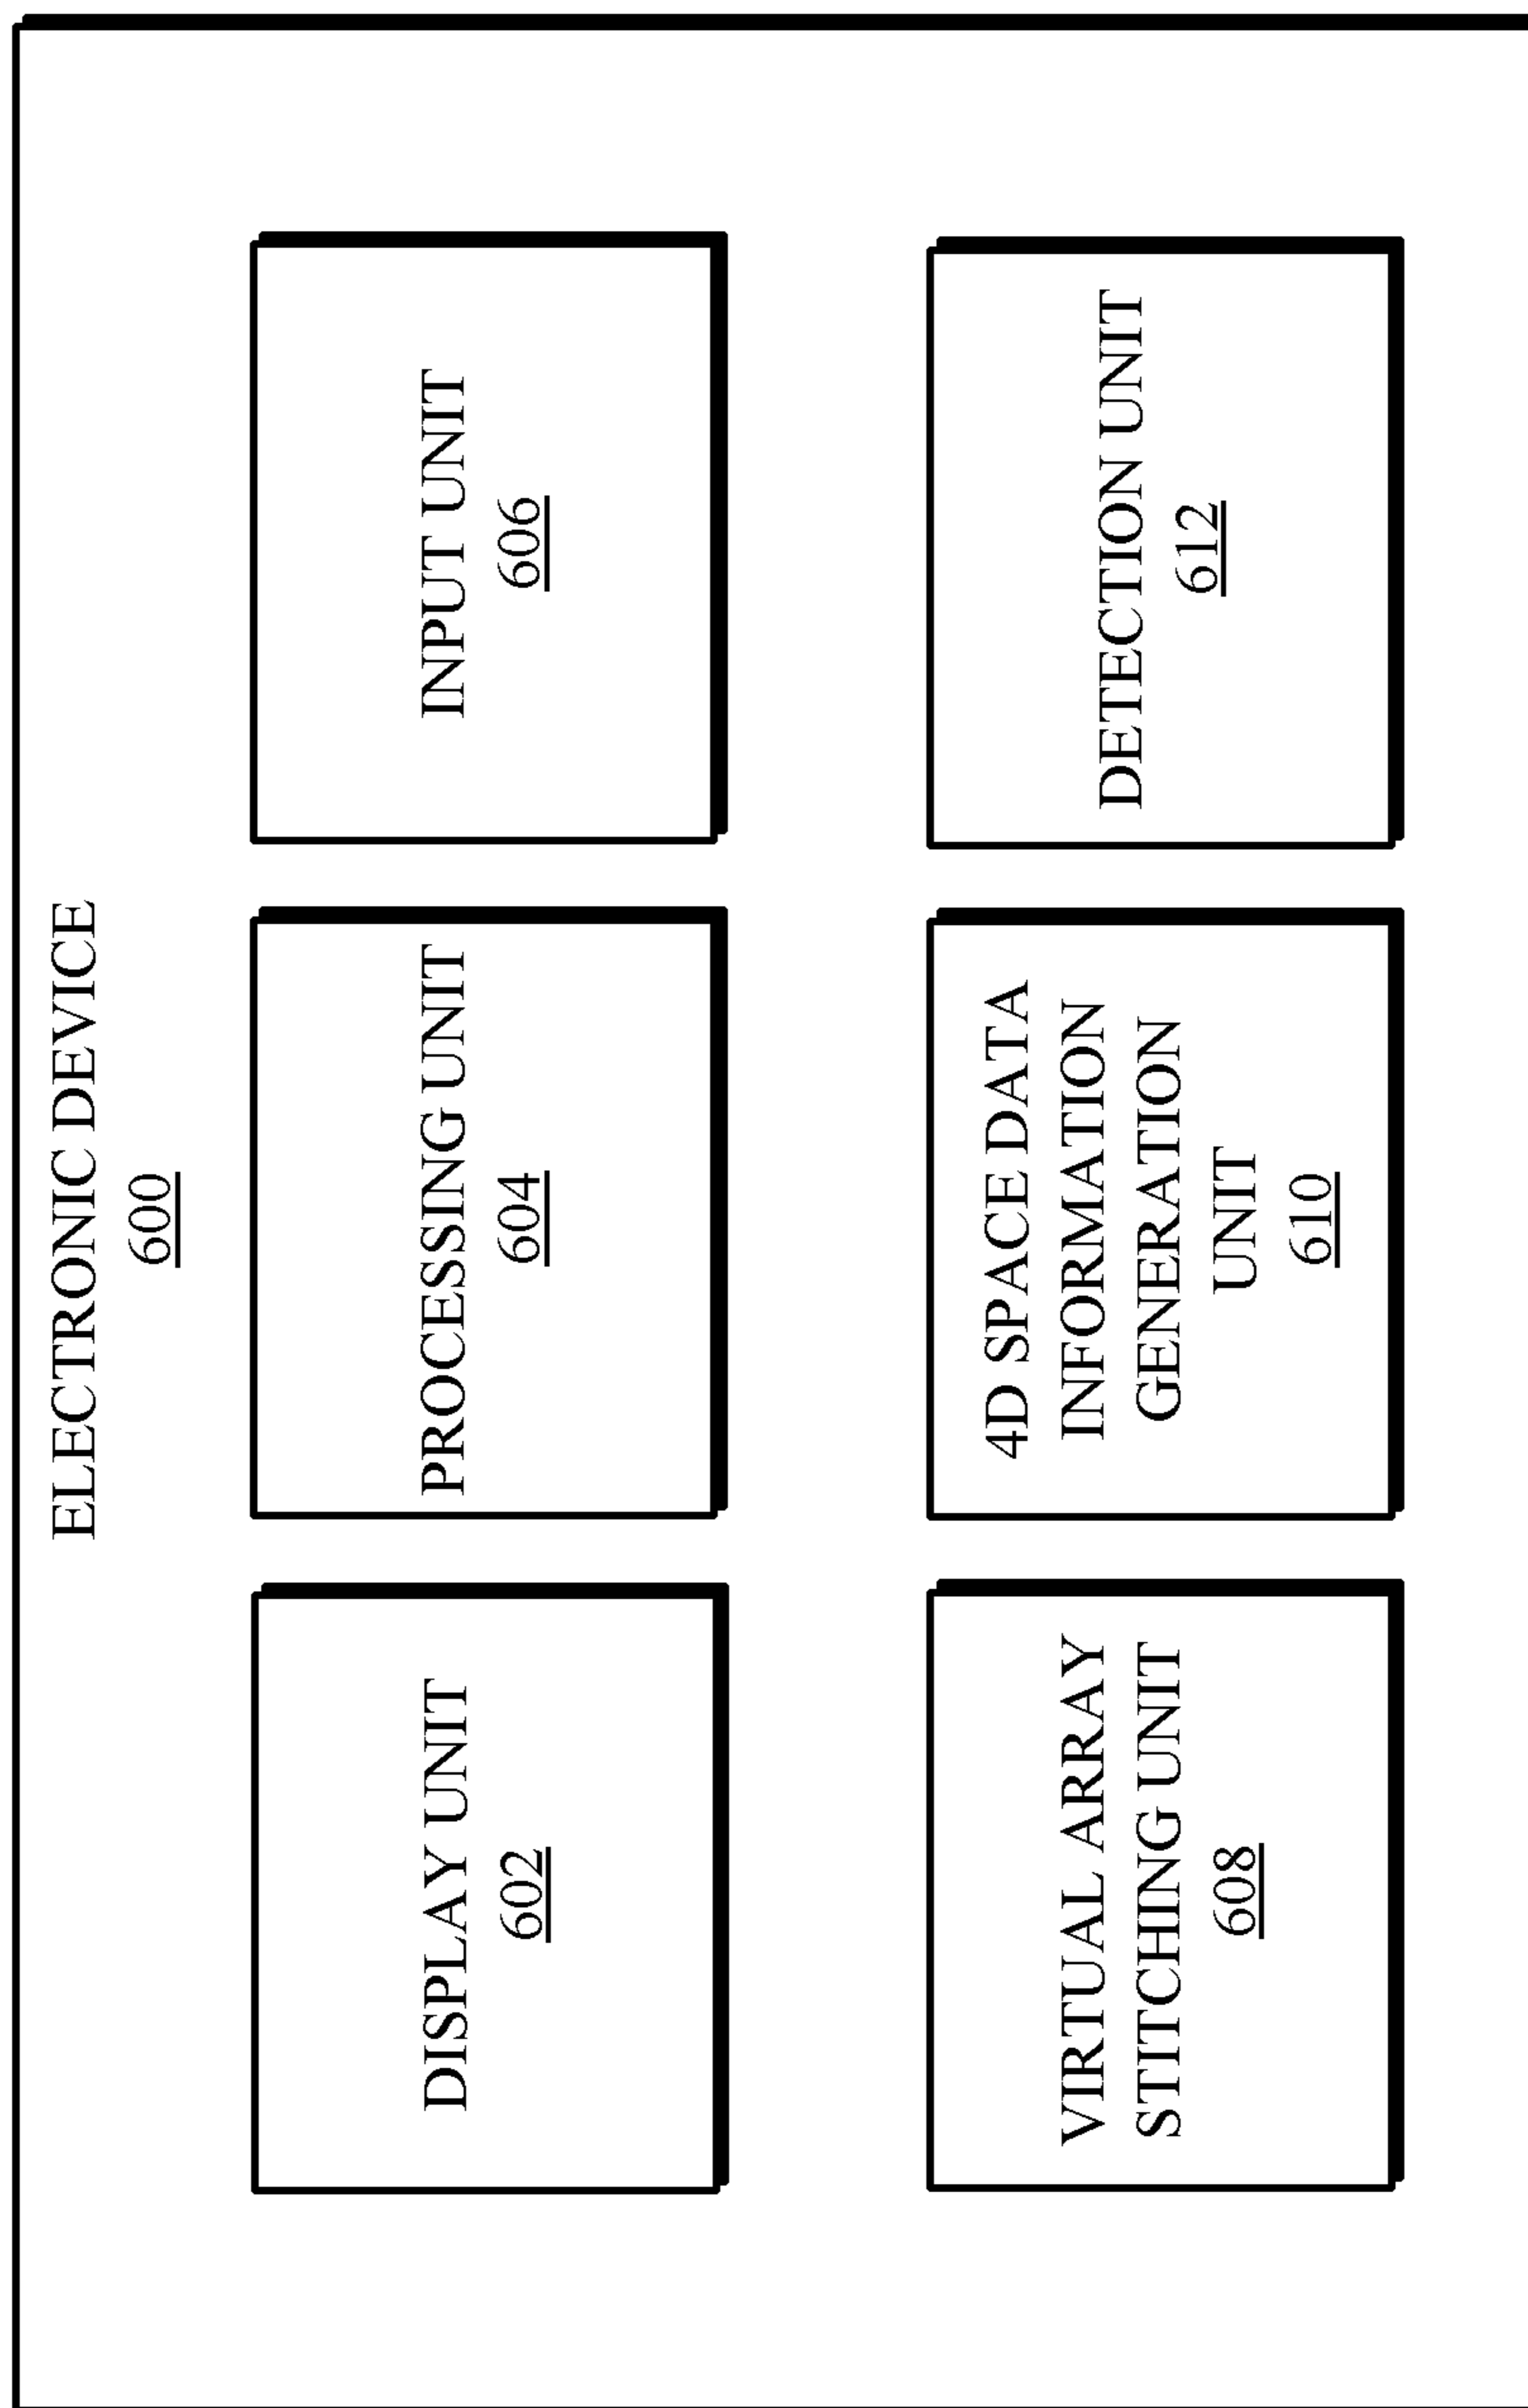 ELECTRONIC DEVICE
600
DISPLAY UNIT
602
PROCESSING UNIT
604
INPUT UNIT
606
VIRTUAL ARRAY
STITCHING UNIT
608
4D SPACE DATA
INFORMATION
GENERATION
UNIT
610
DETECTION UNIT
612